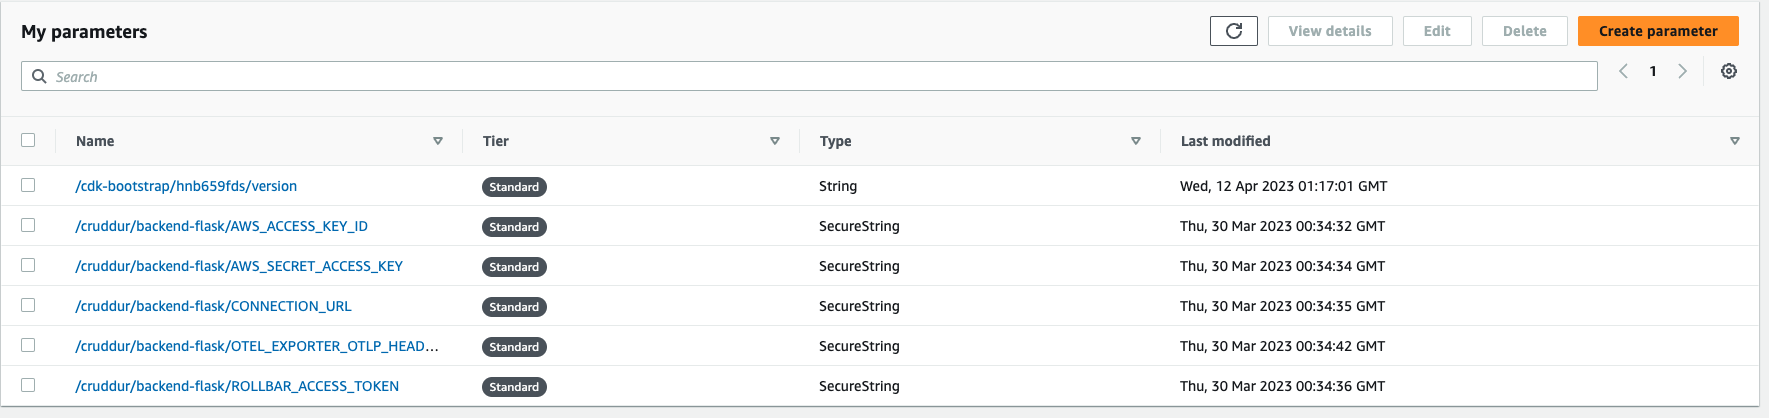 My parameters
View details
Edit
Delete
Create parameter
Search
1
Name Tier Type Last modified
/cdk-bootstrap/hnb659fds/version Standard String Wed, 12 Apr 2023 01:17:01 GMT
/cruddur/backend-flask/AWS_ACCESS_KEY_ID Standard SecureString Thu, 30 Mar 2023 00:34:32 GMT
/cruddur/backend-flask/AWS_SECRET_ACCESS_KEY Standard SecureString Thu, 30 Mar 2023 00:34:34 GMT
/cruddur/backend-flask/CONNECTION_URL Standard SecureString Thu, 30 Mar 2023 00:34:35 GMT
/cruddur/backend-flask/OTEL_EXPORTER_OTLP_HEAD... Standard SecureString Thu, 30 Mar 2023 00:34:42 GMT
/cruddur/backend-flask/ROLLBAR_ACCESS_TOKEN Standard SecureString Thu, 30 Mar 2023 00:34:36 GMT